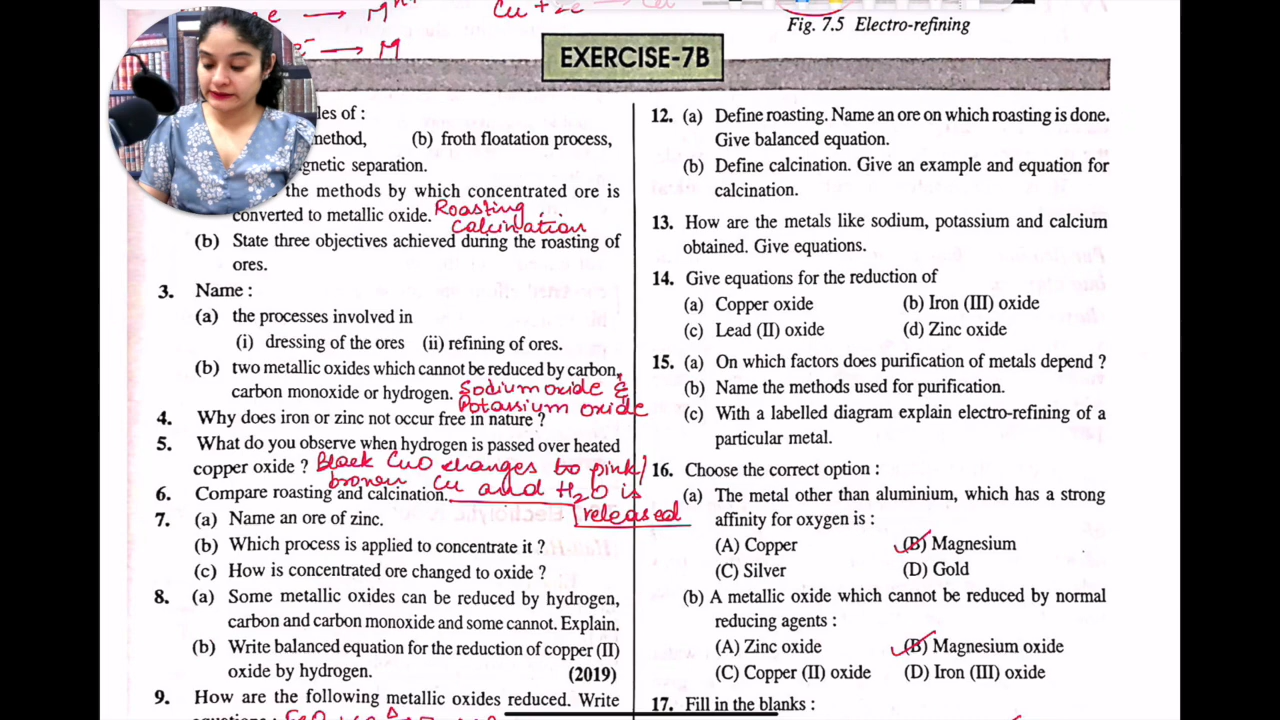 Cu + 2e
M
Fig. 7.5 Electro-refining
EXERCISE-7B
les of :
method, (b) froth floatation process,
gnetic separation.
the methods by which concentrated ore is
converted to metallic oxide. Roasting
calcination
(b) State three objectives achieved during the roasting of
ores.
3. Name :
(a) the processes involved in
(i) dressing of the ores (ii) refining of ores.
(b) two metallic oxides which cannot be reduced by carbon,
carbon monoxide or hydrogen. Sodium oxide &
Potassium oxide
4. Why does iron or zinc not occur free in nature ?
5. What do you observe when hydrogen is passed over heated
copper oxide ? Black CuO changes to pink/
brown Cu and H2O is
released
6. Compare roasting and calcination.
7. (a) Name an ore of zinc.
(b) Which process is applied to concentrate it ?
(c) How is concentrated ore changed to oxide ?
8. (a) Some metallic oxides can be reduced by hydrogen,
carbon and carbon monoxide and some cannot. Explain.
(b) Write balanced equation for the reduction of copper (II)
oxide by hydrogen. (2019)
9. How are the following metallic oxides reduced. Write
12. (a) Define roasting. Name an ore on which roasting is done.
Give balanced equation.
(b) Define calcination. Give an example and equation for
calcination.
13. How are the metals like sodium, potassium and calcium
obtained. Give equations.
14. Give equations for the reduction of
(a) Copper oxide (b) Iron (III) oxide
(c) Lead (II) oxide (d) Zinc oxide
15. (a) On which factors does purification of metals depend ?
(b) Name the methods used for purification.
(c) With a labelled diagram explain electro-refining of a
particular metal.
16. Choose the correct option :
(a) The metal other than aluminium, which has a strong
affinity for oxygen is :
(A) Copper (B) Magnesium
(C) Silver (D) Gold
(b) A metallic oxide which cannot be reduced by normal
reducing agents :
(A) Zinc oxide (B) Magnesium oxide
(C) Copper (II) oxide (D) Iron (III) oxide
17. Fill in the blanks :